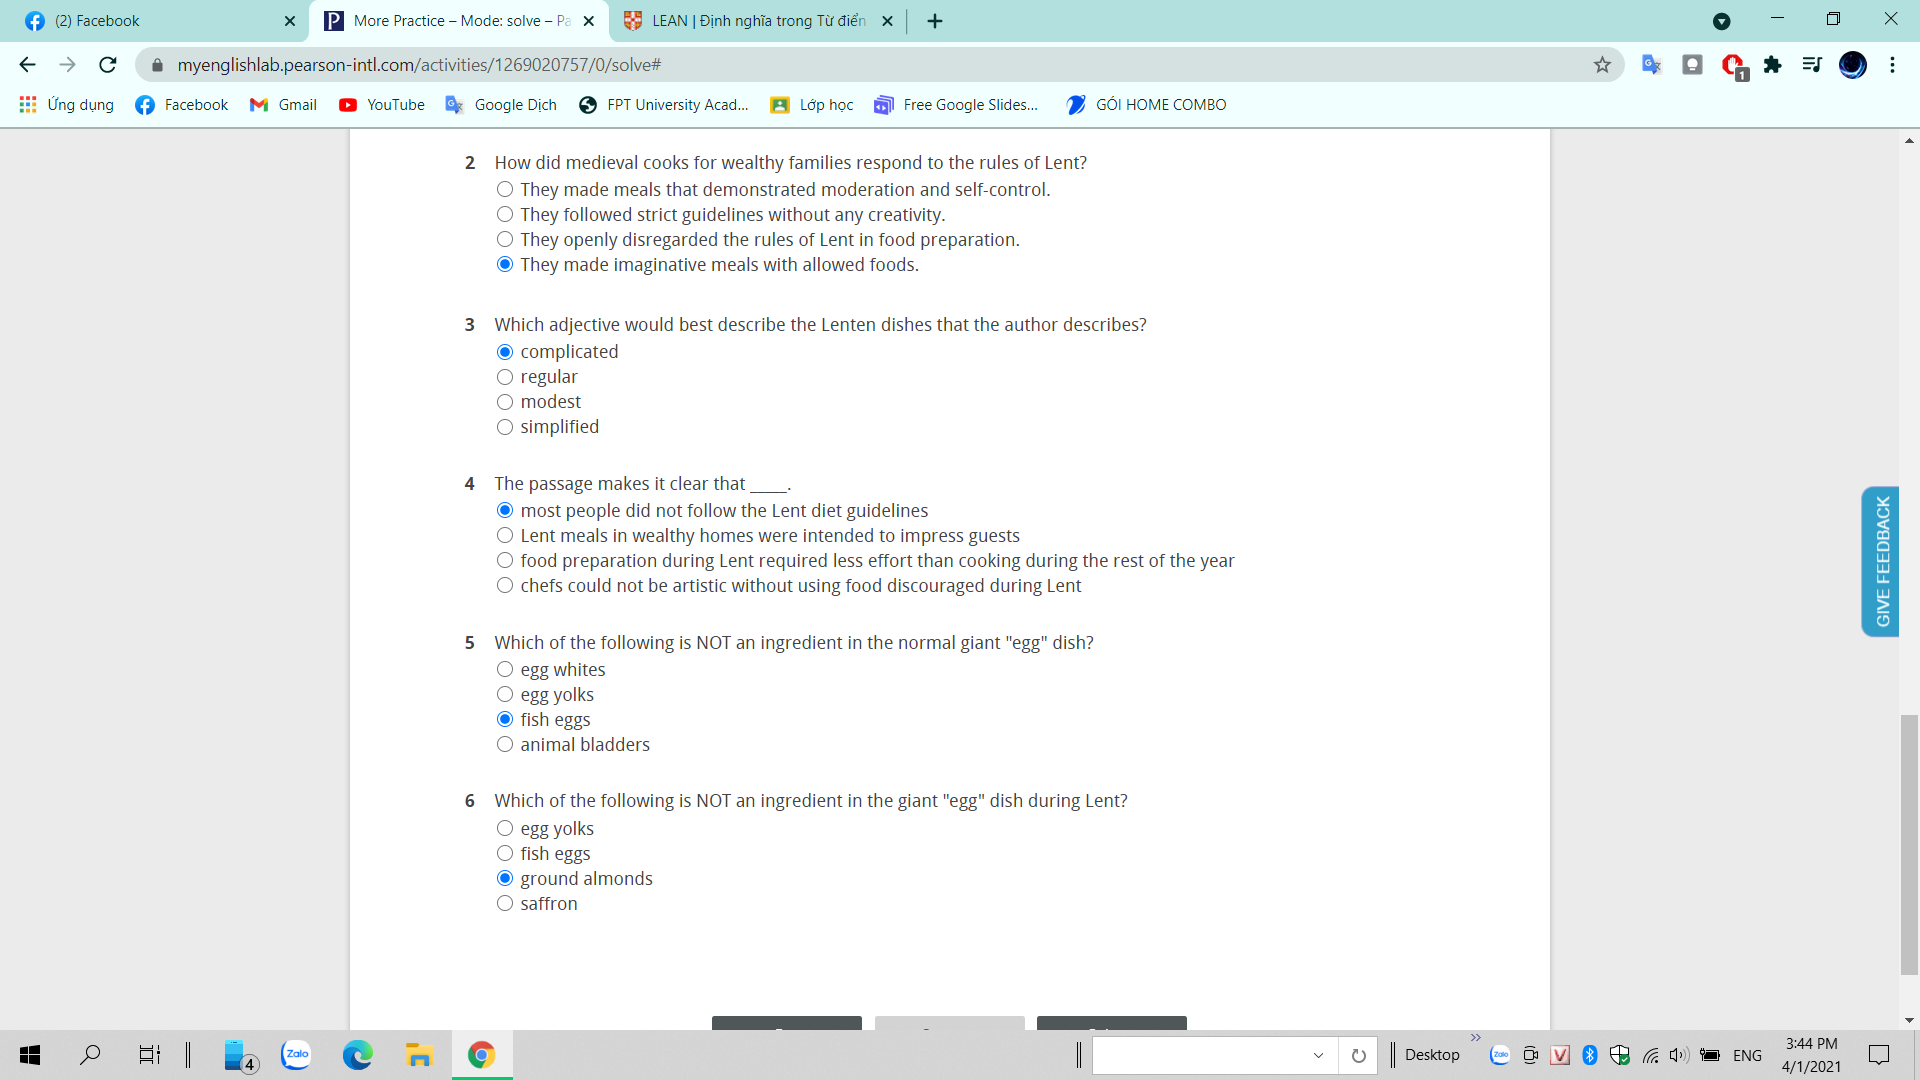 (2) Facebook
More Practice – Mode: solve – Pa
LEAN | Định nghĩa trong Từ điển
myenglishlab.pearson-intl.com/activities/1269020757/0/solve#
1
Ứng dụng
Facebook
Gmail
YouTube
Google Dịch
FPT University Acad...
Lớp học
Free Google Slides...
GÓI HOME COMBO
2 How did medieval cooks for wealthy families respond to the rules of Lent?
They made meals that demonstrated moderation and self-control.
They followed strict guidelines without any creativity.
They openly disregarded the rules of Lent in food preparation.
They made imaginative meals with allowed foods.
3 Which adjective would best describe the Lenten dishes that the author describes?
complicated
regular
modest
simplified
4 The passage makes it clear that _____.
most people did not follow the Lent diet guidelines
Lent meals in wealthy homes were intended to impress guests
food preparation during Lent required less effort than cooking during the rest of the year
chefs could not be artistic without using food discouraged during Lent
GIVE FEEDBACK
5 Which of the following is NOT an ingredient in the normal giant "egg" dish?
egg whites
egg yolks
fish eggs
animal bladders
6 Which of the following is NOT an ingredient in the giant "egg" dish during Lent?
egg yolks
fish eggs
ground almonds
saffron
4
Zalo
Desktop
Zalo
ENG
3:44 PM
4/1/2021